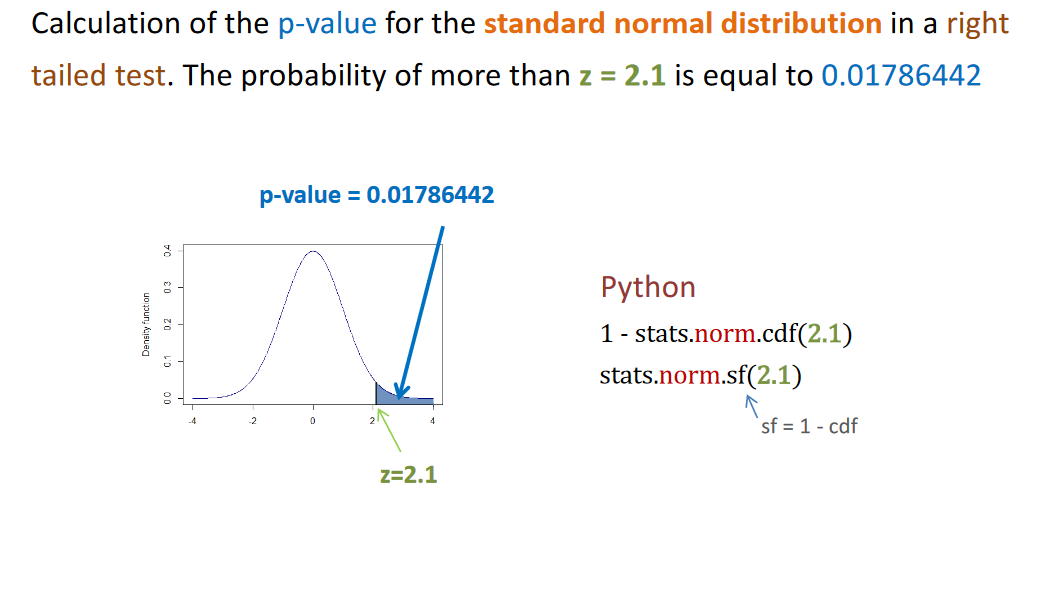 Calculation of the p-value for the standard normal distribution in a right
tailed test. The probability of more than z = 2.1 is equal to 0.01786442
p-value = 0.01786442
Density function
0.4
0.3
0.2
0.1
0.0
-4 -2 0 2 4
z=2.1
Python
1 - stats.norm.cdf(2.1)
stats.norm.sf(2.1)
sf = 1 - cdf